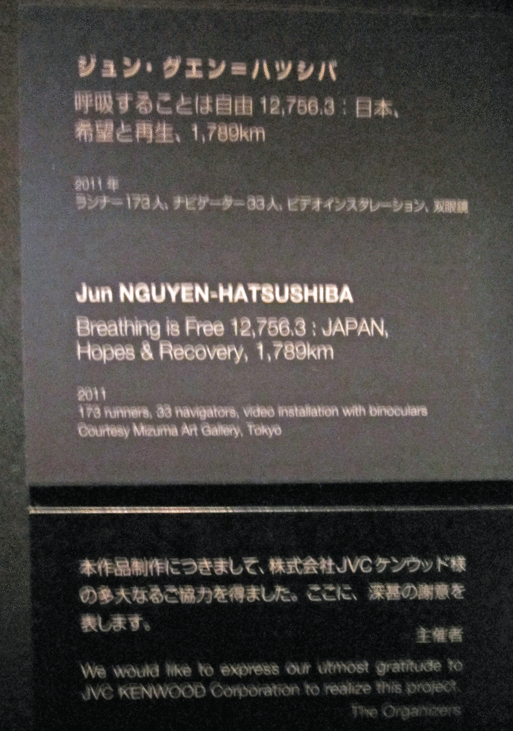 ジュン・グエン＝ハツシバ
呼吸することは自由 12,756.3：日本、
希望と再生、1,789km
2011 年
ランナー 173人、ナビゲーター 33人、ビデオインスタレーション、双眼鏡
Jun NGUYEN-HATSUSHIBA
Breathing is Free 12,756.3 : JAPAN,
Hopes & Recovery, 1,789km
2011
173 runners, 33 navigators, video installation with binoculars
Courtesy Mizuma Art Gallery, Tokyo
本作品制作につきまして、株式会社JVCケンウッド様
の多大なるご協力を得ました。ここに、深甚の謝意を
表します。
主催者
We would like to express our utmost gratitude to
JVC KENWOOD Corporation to realize this project.
The Organizers